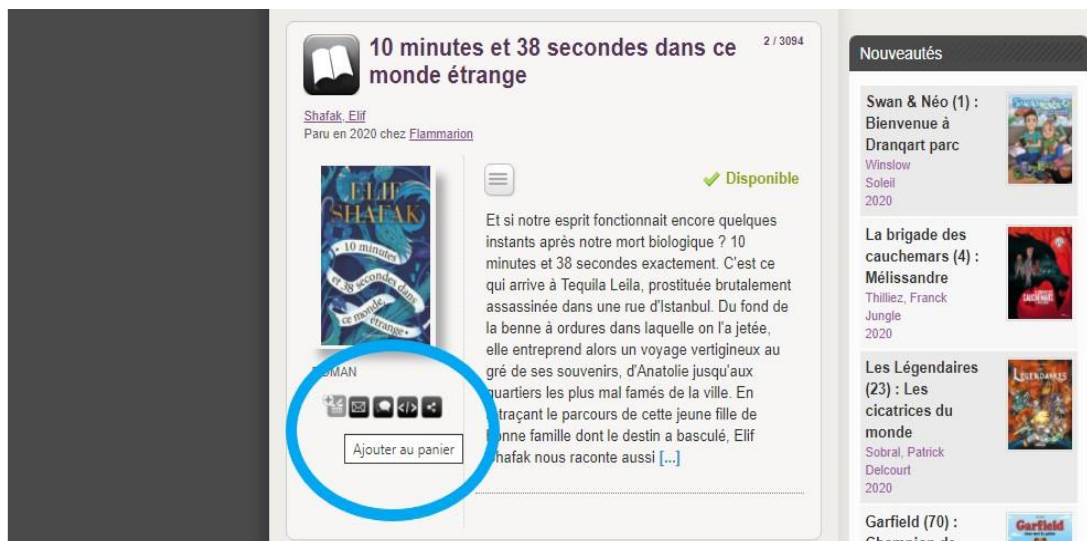 10 minutes et 38 secondes dans ce
monde étrange
2 / 3094
Shafak, Elif
Paru en 2020 chez Flammarion
ELIF
SHAFAK
10 minutes
et 38 secondes dans
ce monde
étrange
ROMAN
Ajouter au panier
Disponible
Et si notre esprit fonctionnait encore quelques
instants après notre mort biologique ? 10
minutes et 38 secondes exactement. C'est ce
qui arrive à Tequila Leila, prostituée brutalement
assassinée dans une rue d'Istanbul. Du fond de
la benne à ordures dans laquelle on l'a jetée,
elle entreprend alors un voyage vertigineux au
gré de ses souvenirs, d'Anatolie jusqu'aux
quartiers les plus mal famés de la ville. En
retraçant le parcours de cette jeune fille de
bonne famille dont le destin a basculé, Elif
Shafak nous raconte aussi [...]
Nouveautés
Swan & Néo (1) :
Bienvenue à
Dranqart parc
Winslow
Soleil
2020
La brigade des
cauchemars (4) :
Mélissandre
Thilliez, Franck
Jungle
2020
Les Légendaires
(23) : Les
cicatrices du
monde
Sobral, Patrick
Delcourt
2020
LEGENDAIRES
Garfield (70) :
Champion de
Garfield